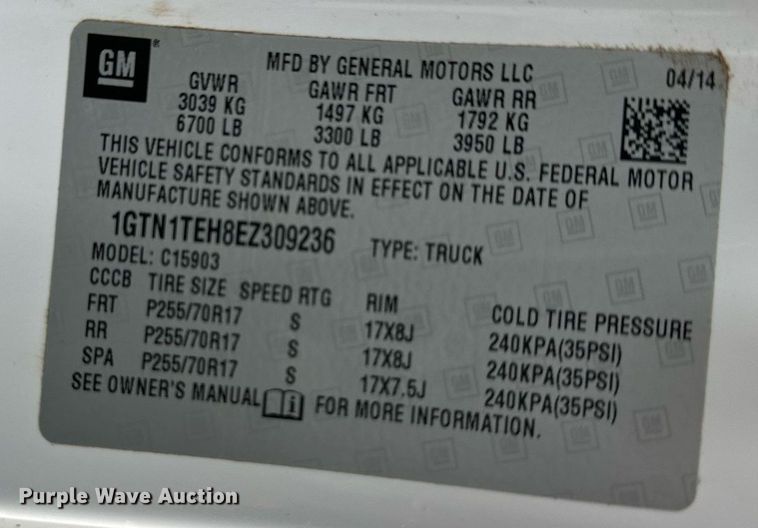 GM
MFD BY GENERAL MOTORS LLC
04/14
GVWR GAWR FRT GAWR RR
3039 KG 1497 KG 1792 KG
6700 LB 3300 LB 3950 LB
THIS VEHICLE CONFORMS TO ALL APPLICABLE U.S. FEDERAL MOTOR
VEHICLE SAFETY STANDARDS IN EFFECT ON THE DATE OF
MANUFACTURE SHOWN ABOVE.
1GTN1TEH8EZ309236 TYPE: TRUCK
MODEL: C15903
CCCB TIRE SIZE SPEED RTG RIM COLD TIRE PRESSURE
FRT P255/70R17 S 17X8J 240KPA(35PSI)
RR P255/70R17 S 17X8J 240KPA(35PSI)
SPA P255/70R17 S 17X7.5J 240KPA(35PSI)
SEE OWNER'S MANUAL i FOR MORE INFORMATION.
Purple Wave Auction